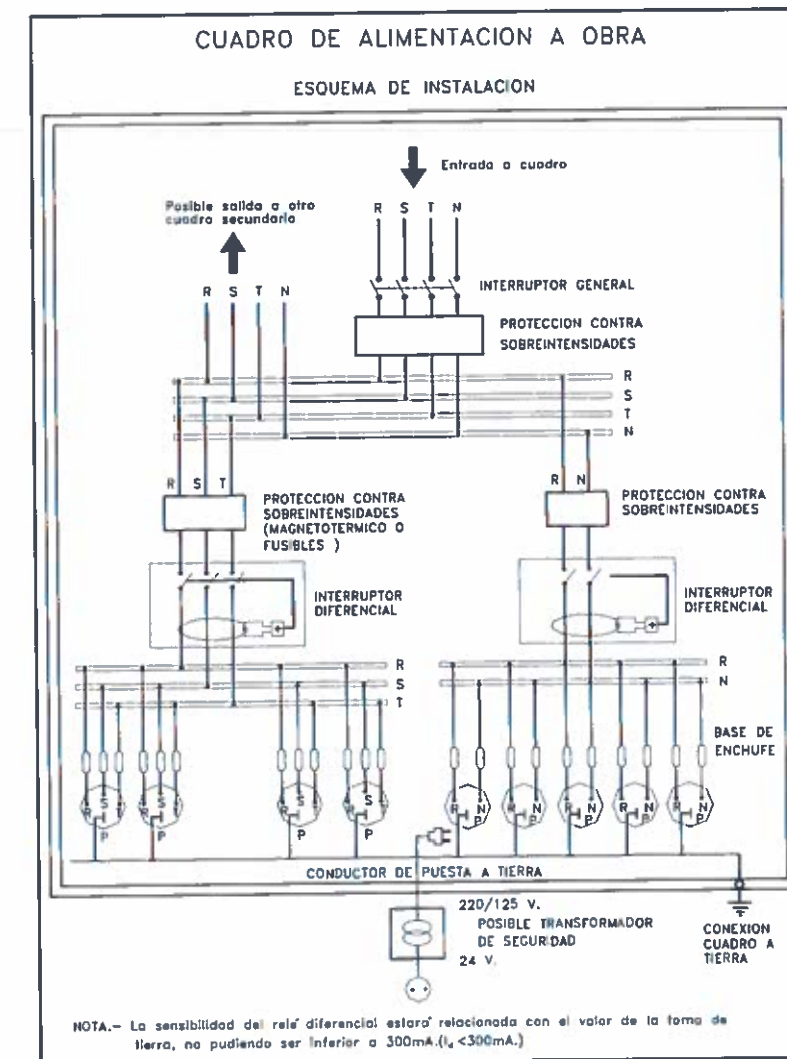 CUADRO DE ALIMENTACION A OBRA
ESQUEMA DE INSTALACION
Entrada a cuadro
Posible salida a otro
cuadro secundario
R S T N
R S T N
INTERRUPTOR GENERAL
PROTECCION CONTRA
SOBREINTENSIDADES
R
S
T
N
R S T
PROTECCION CONTRA
SOBREINTENSIDADES
(MAGNETOTERMICO O
FUSIBLES )
R N
PROTECCION CONTRA
SOBREINTENSIDADES
INTERRUPTOR
DIFERENCIAL
INTERRUPTOR
DIFERENCIAL
R
S
T
R
N
BASE DE
ENCHUFE
R S T R S T R S T R S T
P P P P
R N R N R N R N R N
P P P P P
CONDUCTOR DE PUESTA A TIERRA
220/125 V.
POSIBLE TRANSFORMADOR
DE SEGURIDAD
24 V.
CONEXION
CUADRO A
TIERRA
NOTA.- La sensibilidad del rele' diferencial estara' relacionada con el valor de la toma de
tierra, no pudiendo ser inferior a 300mA.(I₄ <300mA.)